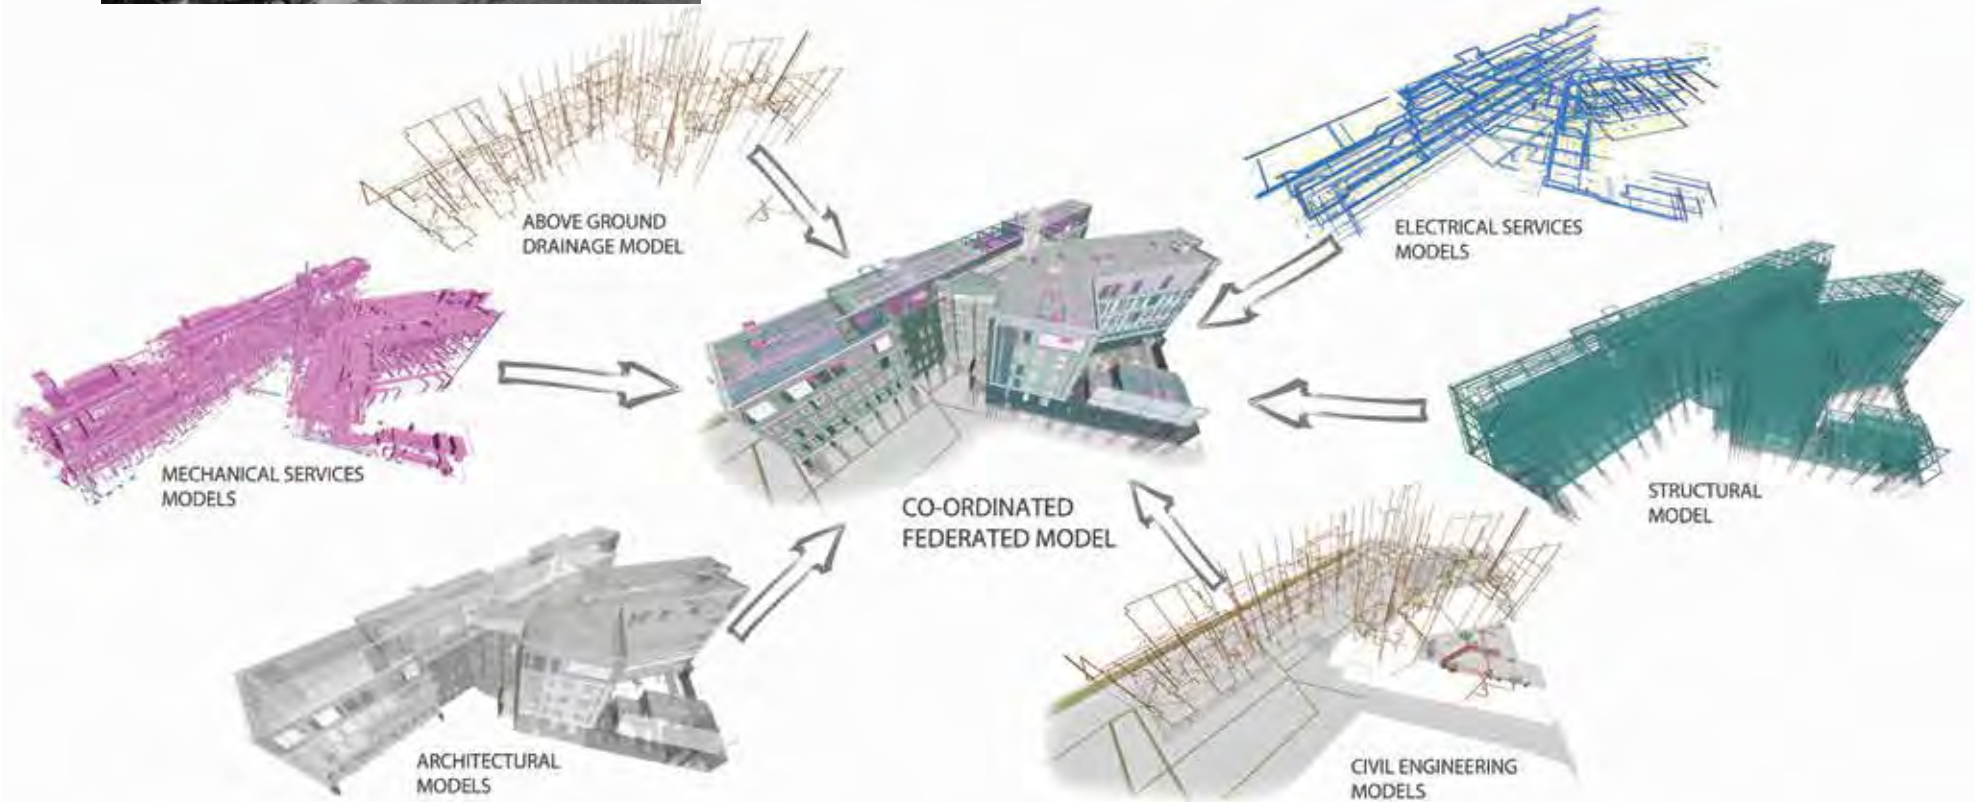 ABOVE GROUND
DRAINAGE MODEL
ELECTRICAL SERVICES
MODELS
MECHANICAL SERVICES
MODELS
CO-ORDINATED
FEDERATED MODEL
STRUCTURAL
MODEL
ARCHITECTURAL
MODELS
CIVIL ENGINEERING
MODELS